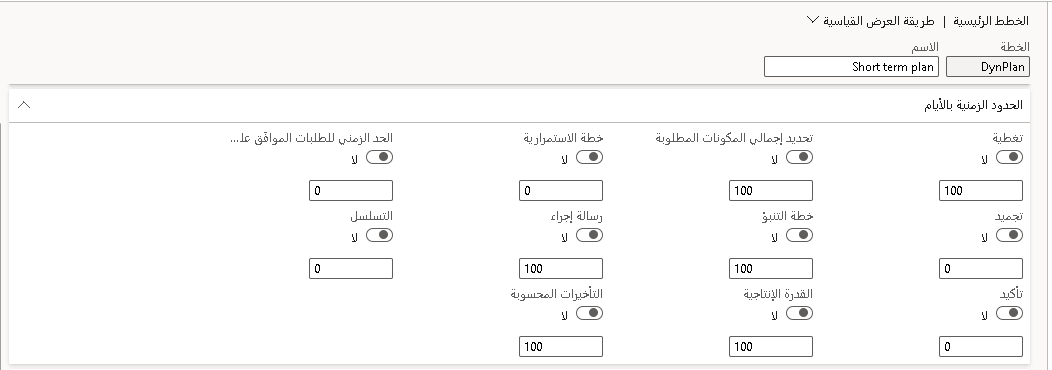 الخطط الرئيسية | طريقة العرض القياسية
الخطة
الاسم
DynPlan
Short term plan
الحدود الزمنية بالأيام
تغطية
لا
100
تحديد إجمالي المكونات المطلوبة
لا
100
خطة الاستمرارية
لا
0
الحد الزمني للطلبات الموافق علـ...
لا
0
تجميد
لا
0
خطة التنبؤ
لا
100
رسالة إجراء
لا
100
التسلسل
لا
0
تأكيد
لا
0
القدرة الإنتاجية
لا
100
التأخيرات المحسوبة
لا
100